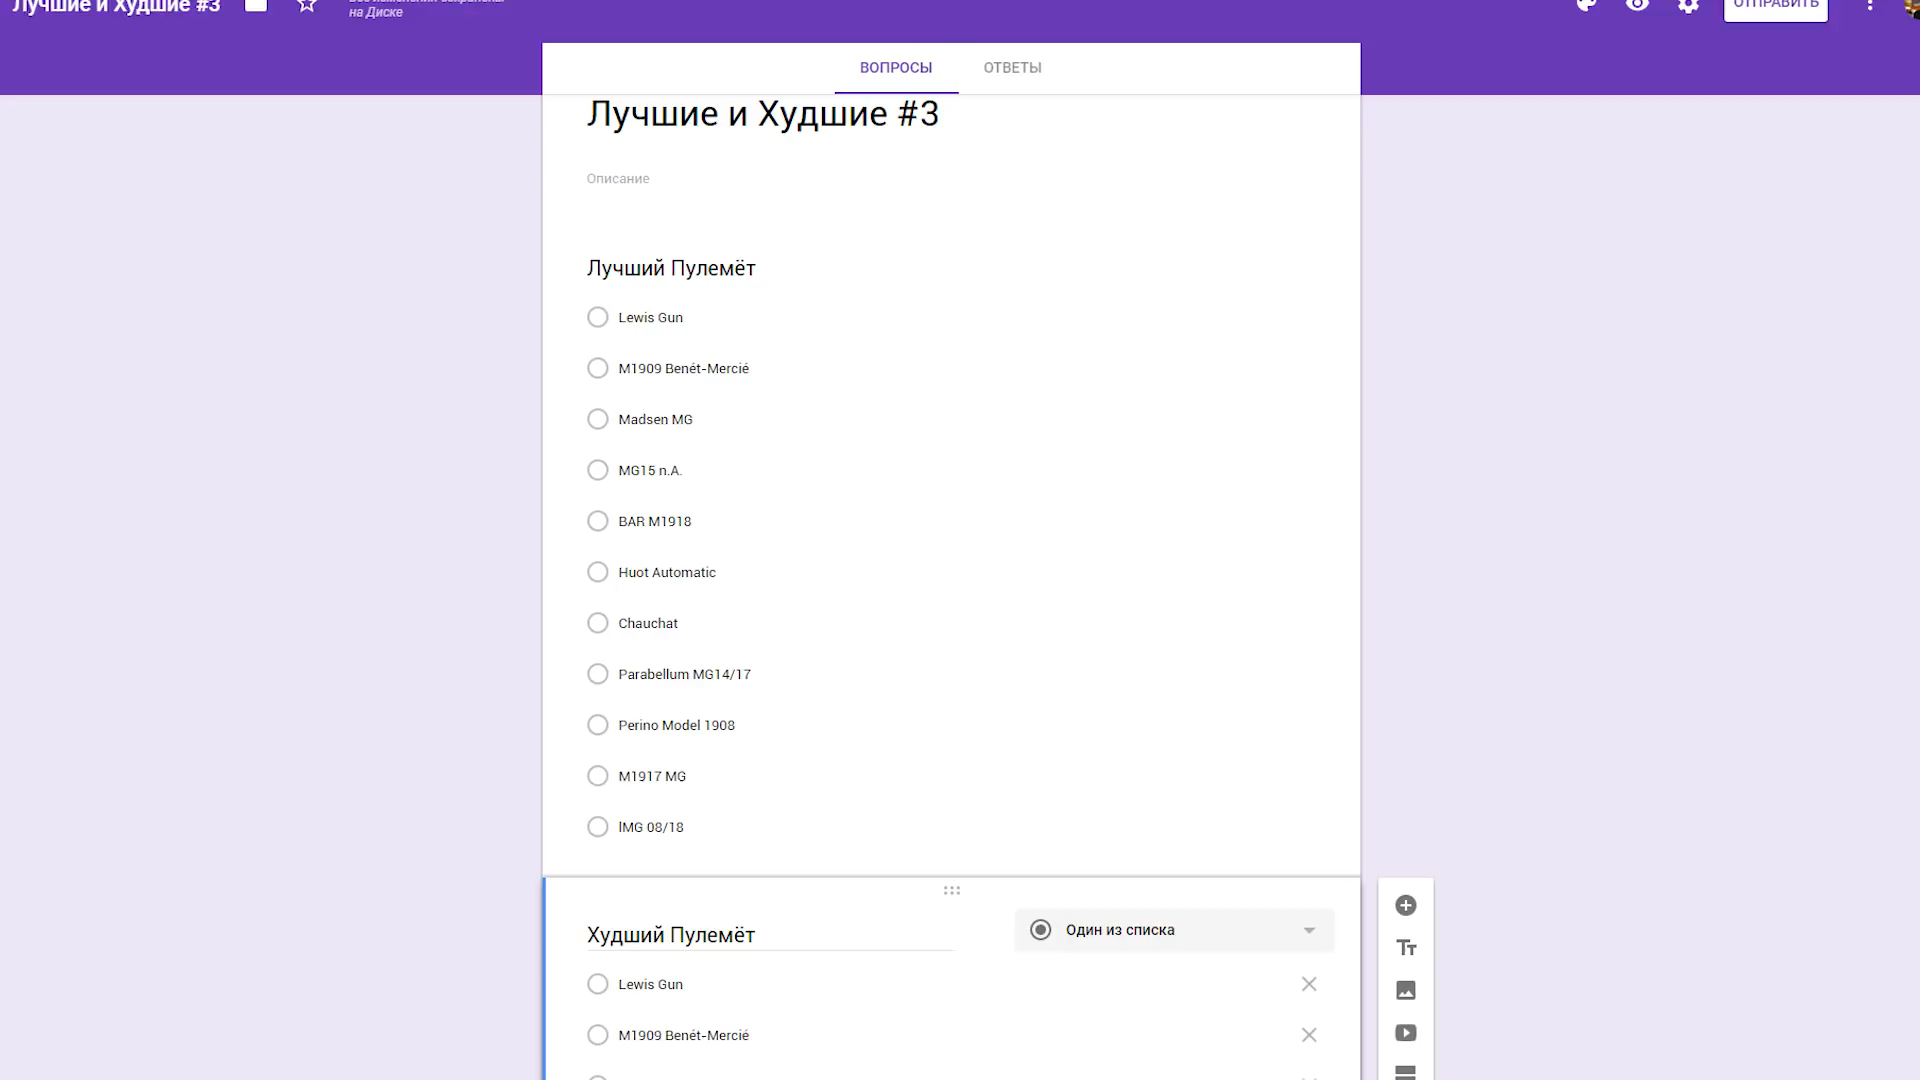 Лучшие и Худшие #3
на Диске
ОТПРАВИТЬ
ВОПРОСЫ
ОТВЕТЫ
Лучшие и Худшие #3
Описание
Лучший Пулемёт
Lewis Gun
M1909 Benét-Mercié
Madsen MG
MG15 n.A.
BAR M1918
Huot Automatic
Chauchat
Parabellum MG14/17
Perino Model 1908
M1917 MG
lMG 08/18
Худший Пулемёт
Один из списка
Lewis Gun
M1909 Benét-Mercié